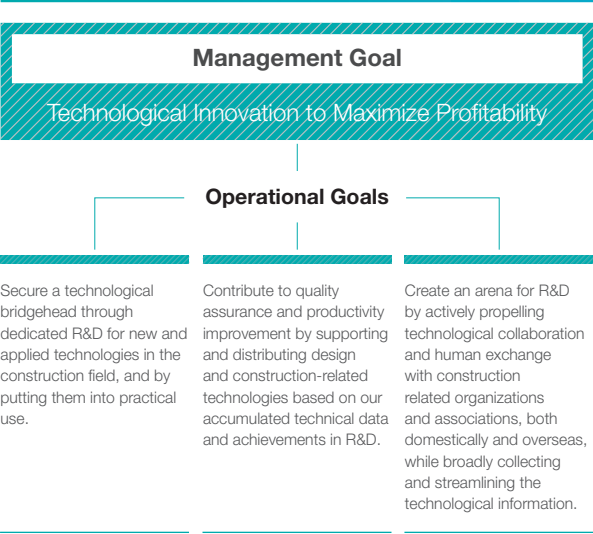 Management Goal
Technological Innovation to Maximize Profitability
Operational Goals
Secure a technological
bridgehead through
dedicated R&D for new and
applied technologies in the
construction field, and by
putting them into practical
use.
Contribute to quality
assurance and productivity
improvement by supporting
and distributing design
and construction-related
technologies based on our
accumulated technical data
and achievements in R&D.
Create an arena for R&D
by actively propelling
technological collaboration
and human exchange
with construction
related organizations
and associations, both
domestically and overseas,
while broadly collecting
and streamlining the
technological information.